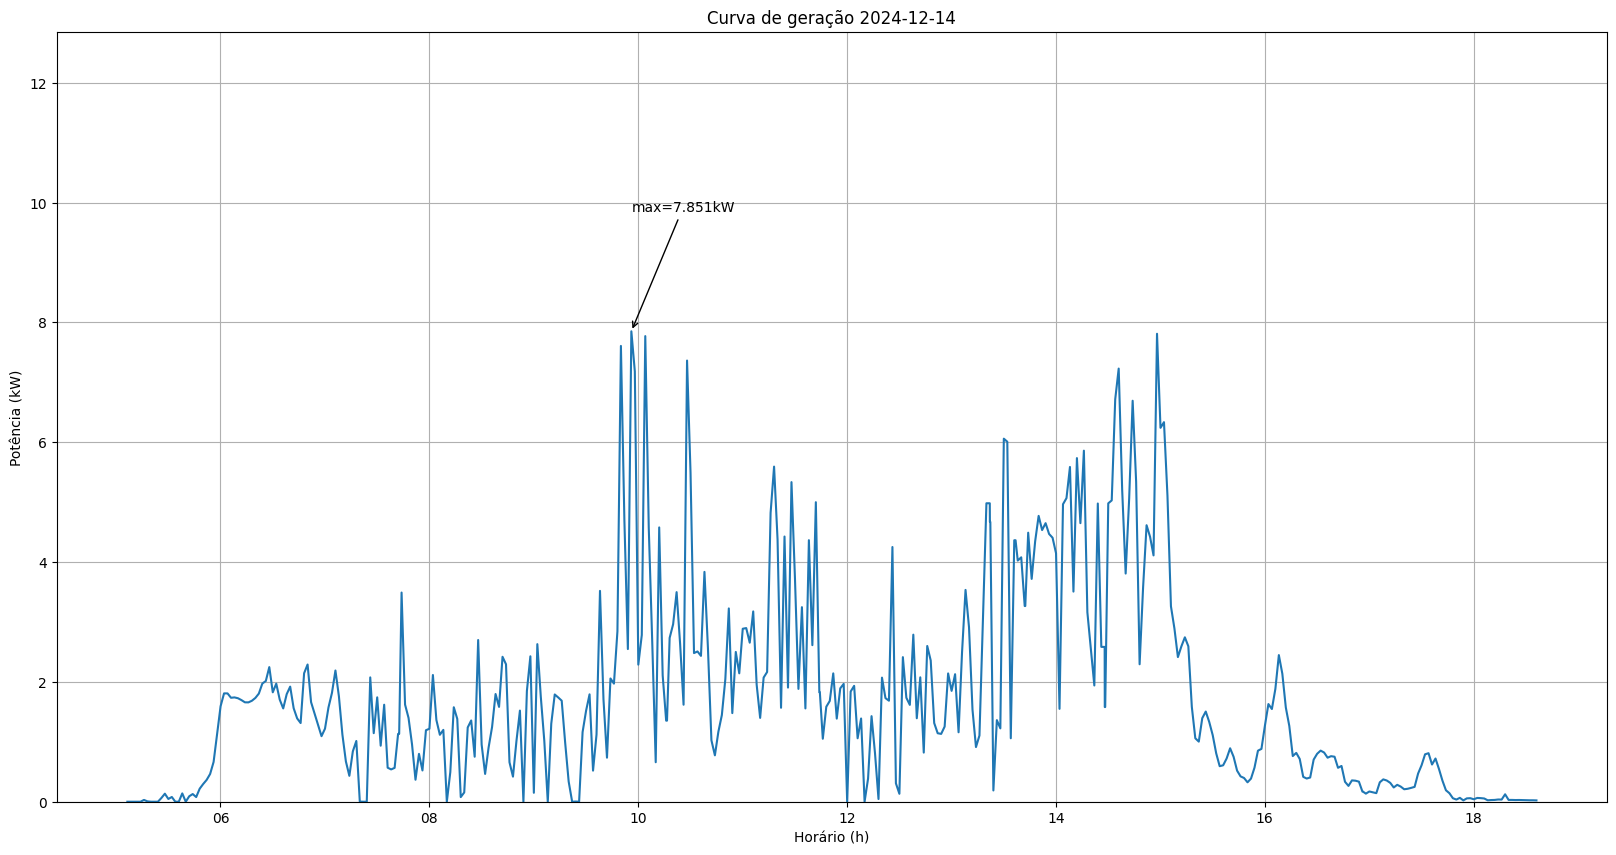 Curva de geração 2024-12-14
12
10
max=7.851kW
8
6
Potência (kW)
4
2
0
06 08 10 12 14 16 18
Horário (h)